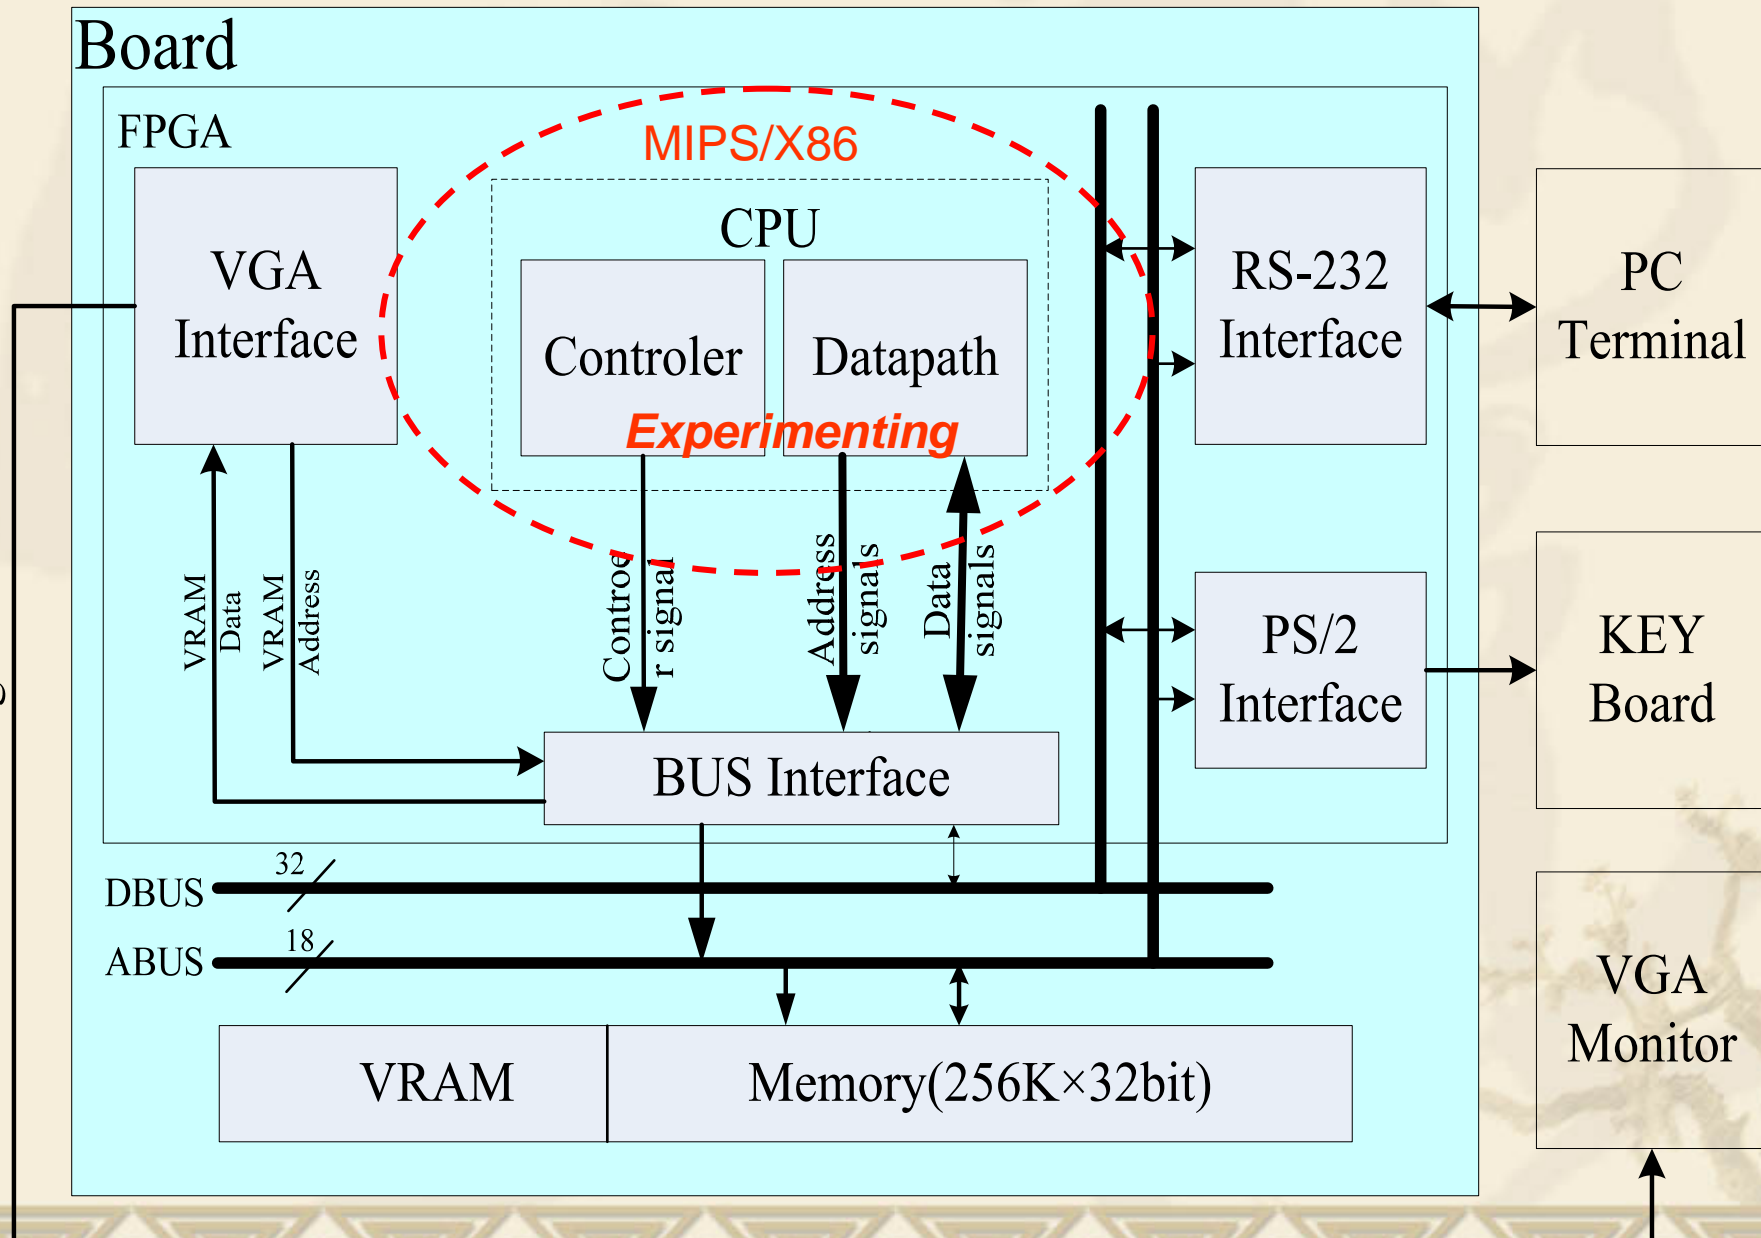 Board
FPGA
MIPS/X86
CPU
VGA
Interface
Controler
Datapath
Experimenting
RS-232
Interface
PC
Terminal
VRAM
Data
VRAM
Address
Controe
r signal
Address
signals
Data
signals
PS/2
Interface
KEY
Board
BUS Interface
32
DBUS
18
ABUS
VGA
Monitor
VRAM
Memory(256K×32bit)